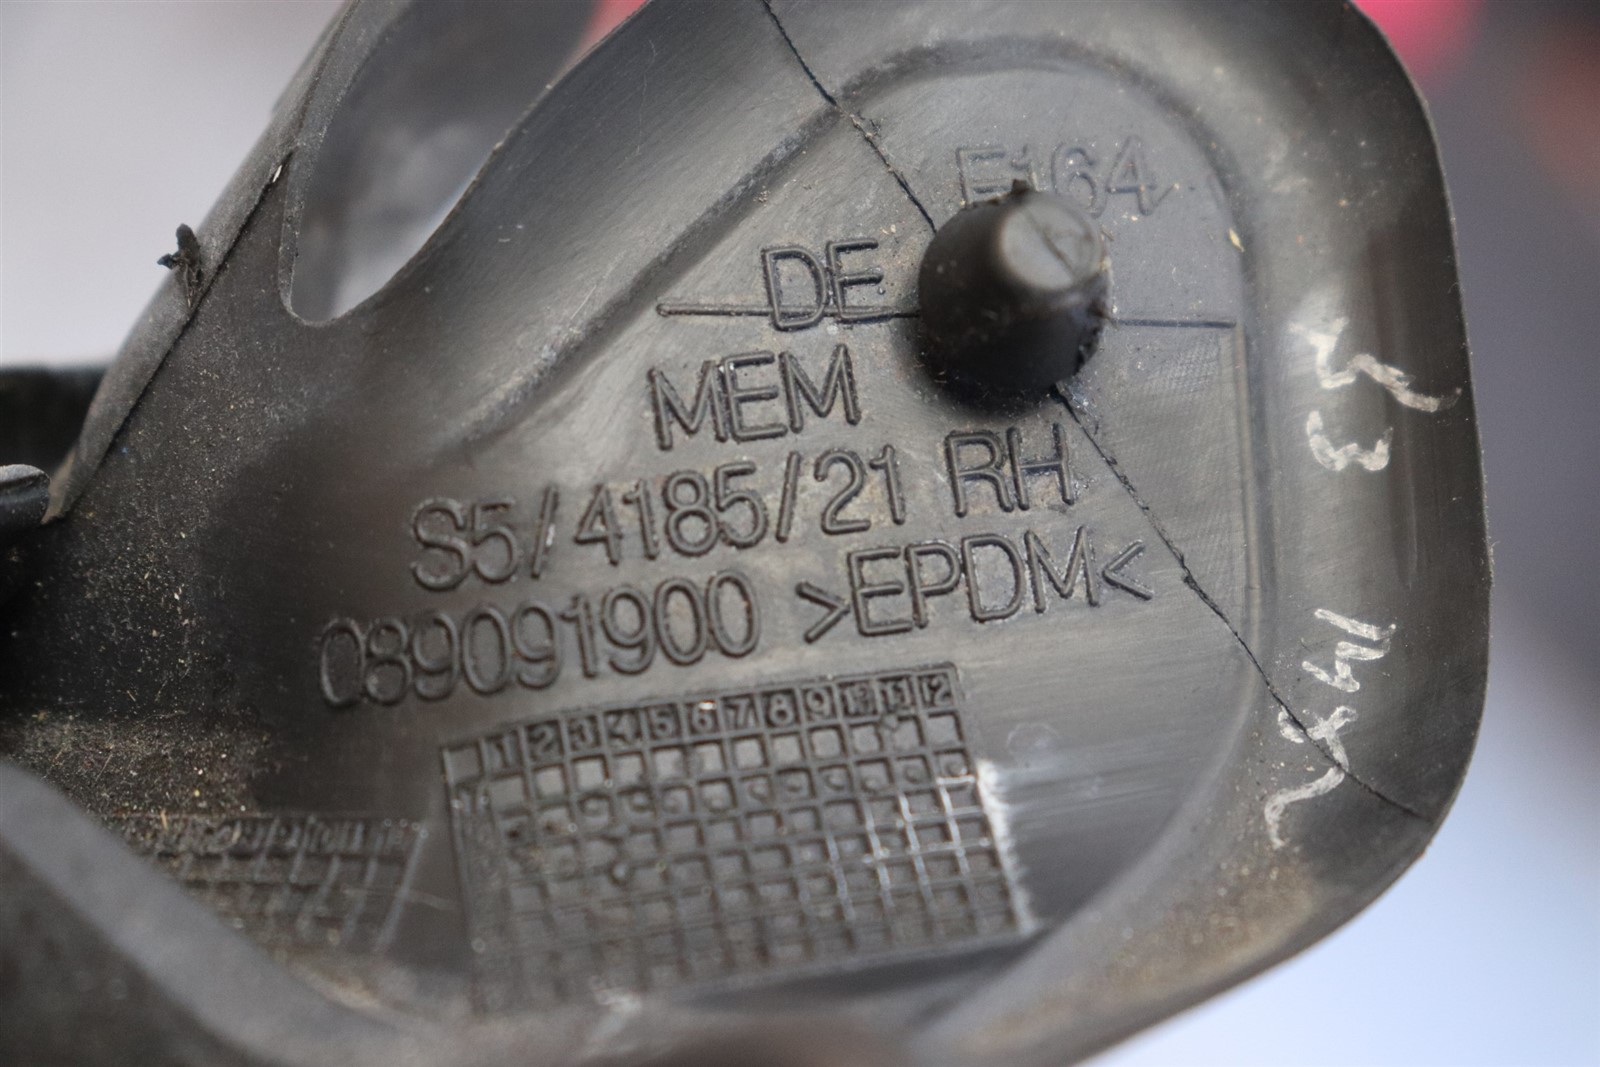 F164
DE
MEM
S5/4185/21 RH
089091900 >EPDM<
1 2 3 4 5 6 7 8 9 10 11 12